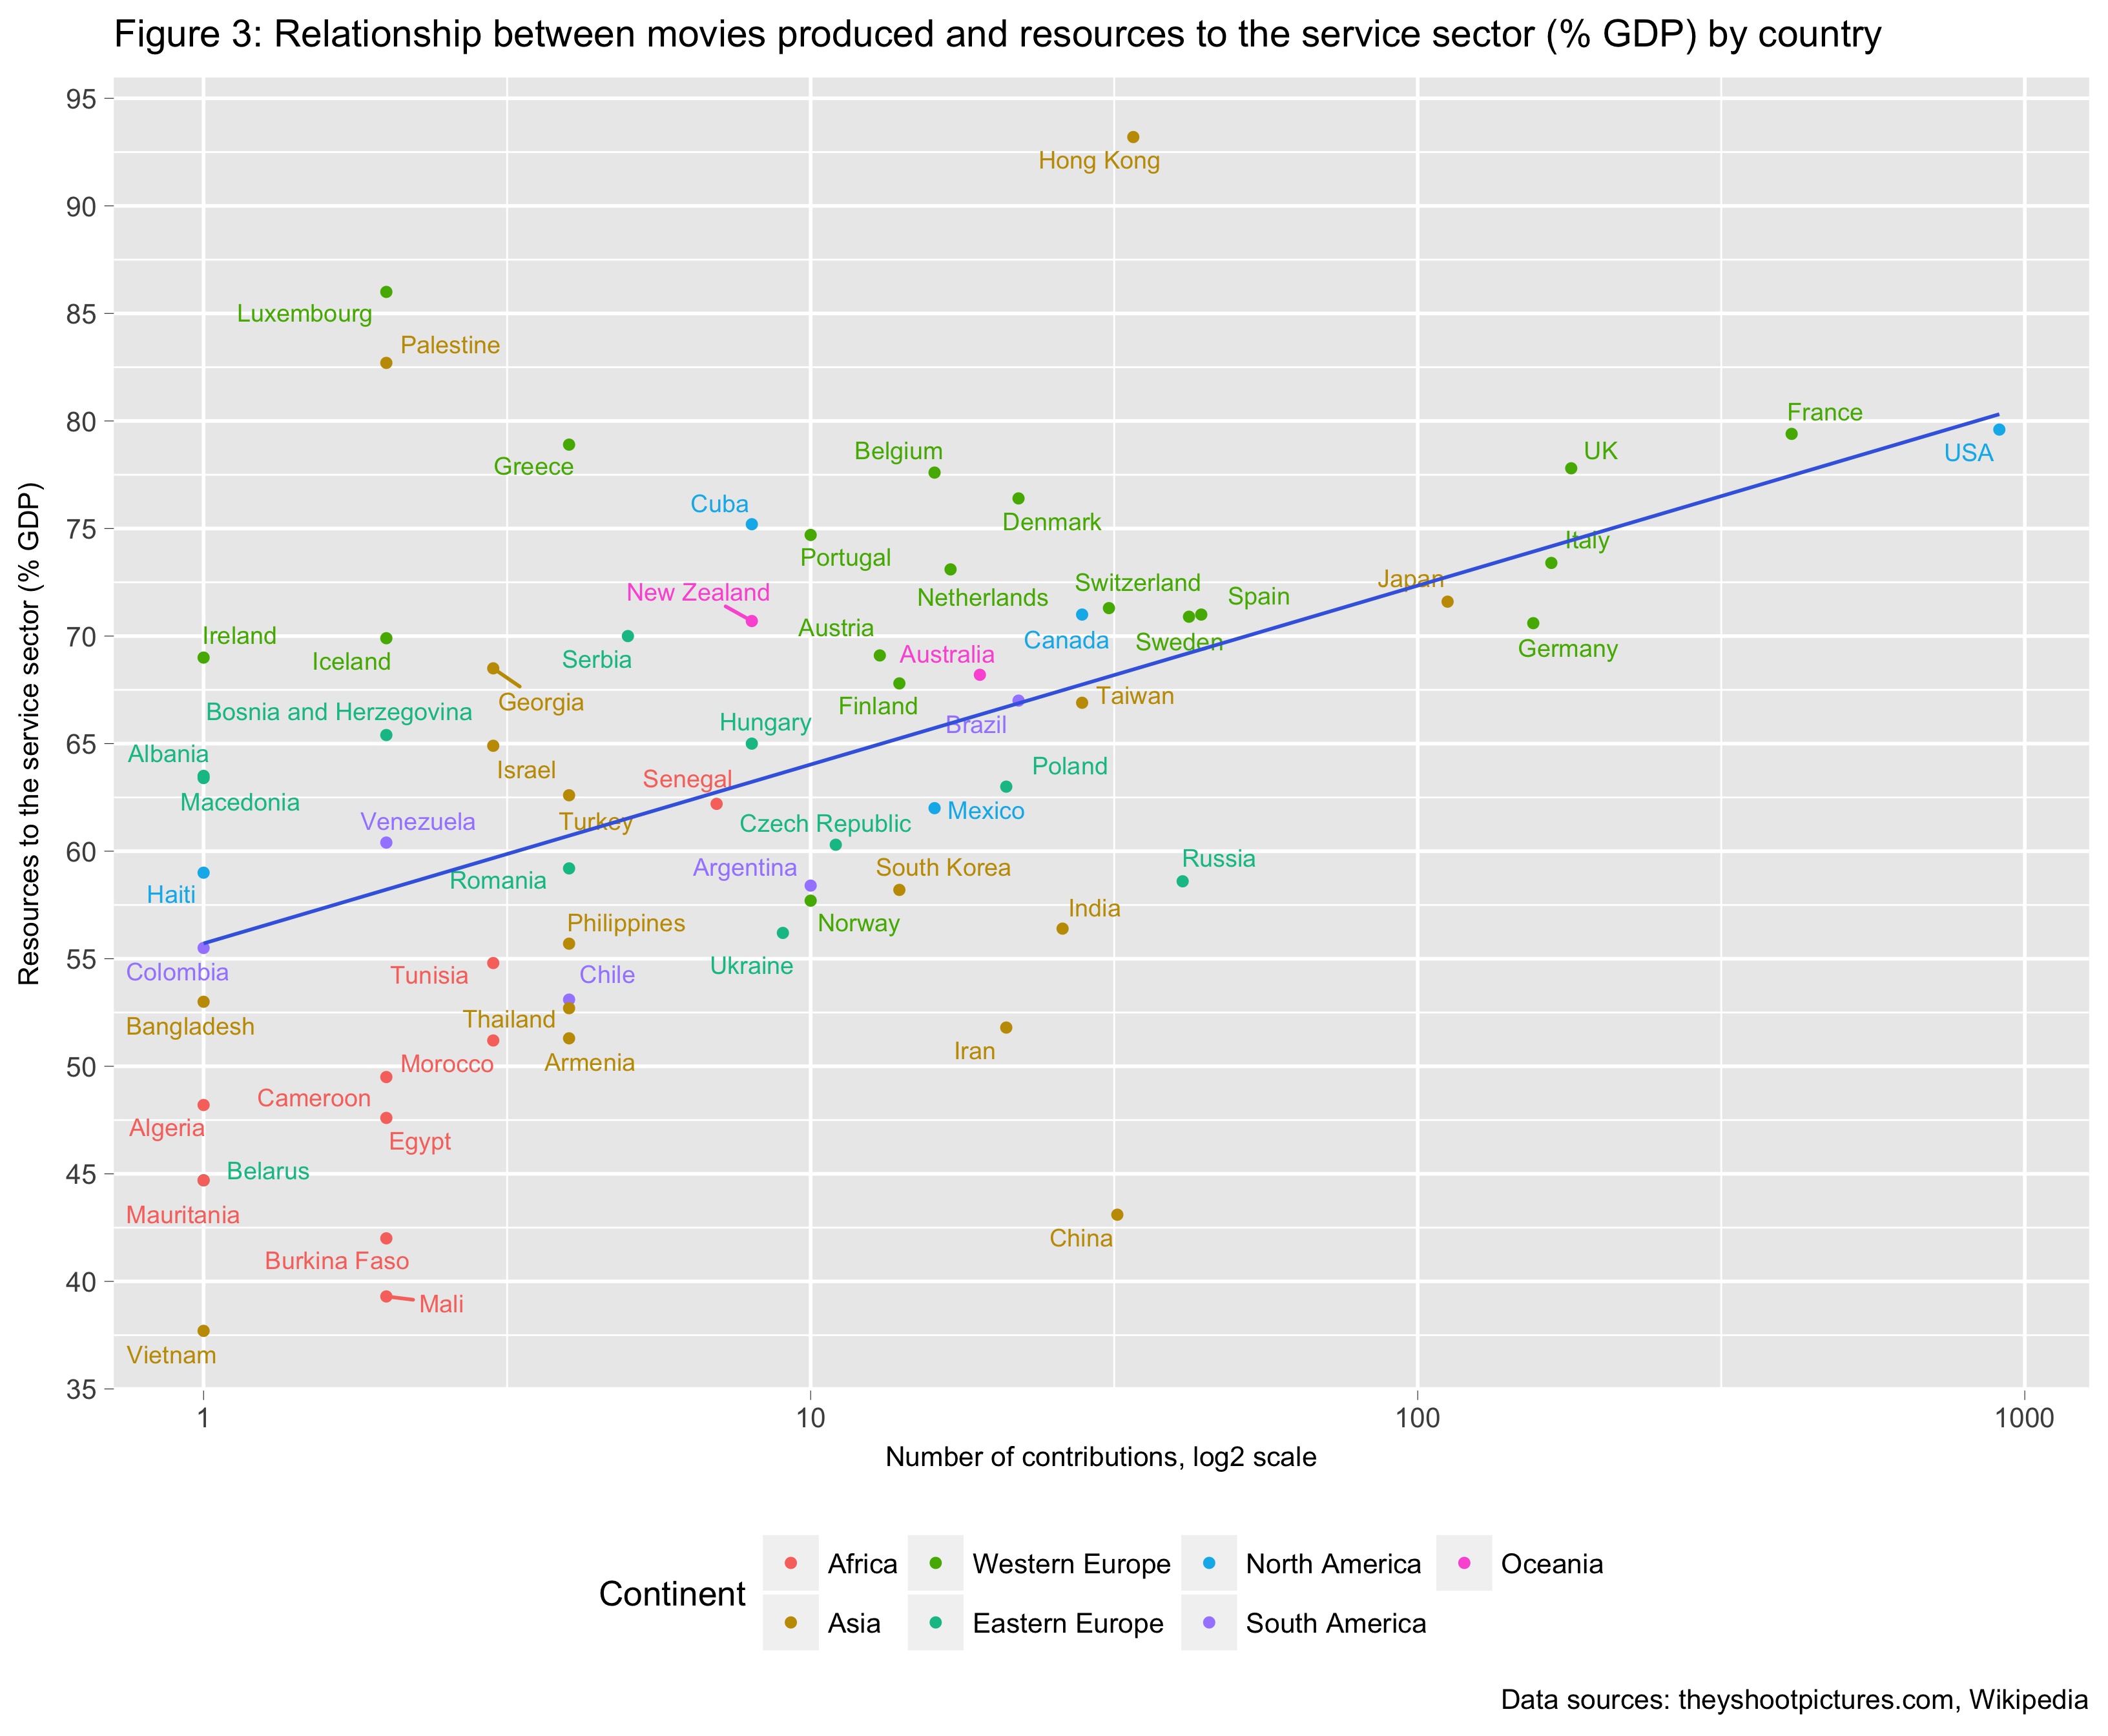 Figure 3: Relationship between movies produced and resources to the service sector (% GDP) by country
95
90
85
80
75
70
65
60
55
50
45
40
35
Resources to the service sector (% GDP)
Hong Kong
Luxembourg
Palestine
France
Greece
Belgium
UK
USA
Cuba
Denmark
Portugal
Italy
New Zealand
Switzerland
Japan
Netherlands
Spain
Ireland
Austria
Canada
Sweden
Germany
Iceland
Serbia
Australia
Georgia
Finland
Taiwan
Bosnia and Herzegovina
Hungary
Brazil
Albania
Israel
Senegal
Poland
Macedonia
Venezuela
Turkey
Czech Republic
Mexico
Haiti
Romania
Argentina
South Korea
Russia
Philippines
Norway
India
Colombia
Tunisia
Chile
Ukraine
Bangladesh
Thailand
Morocco
Armenia
Iran
Cameroon
Algeria
Egypt
Belarus
Mauritania
China
Burkina Faso
Mali
Vietnam
1 10 100 1000
Number of contributions, log2 scale
Continent
Africa Western Europe North America Oceania
Asia Eastern Europe South America
Data sources: theyshootpictures.com, Wikipedia